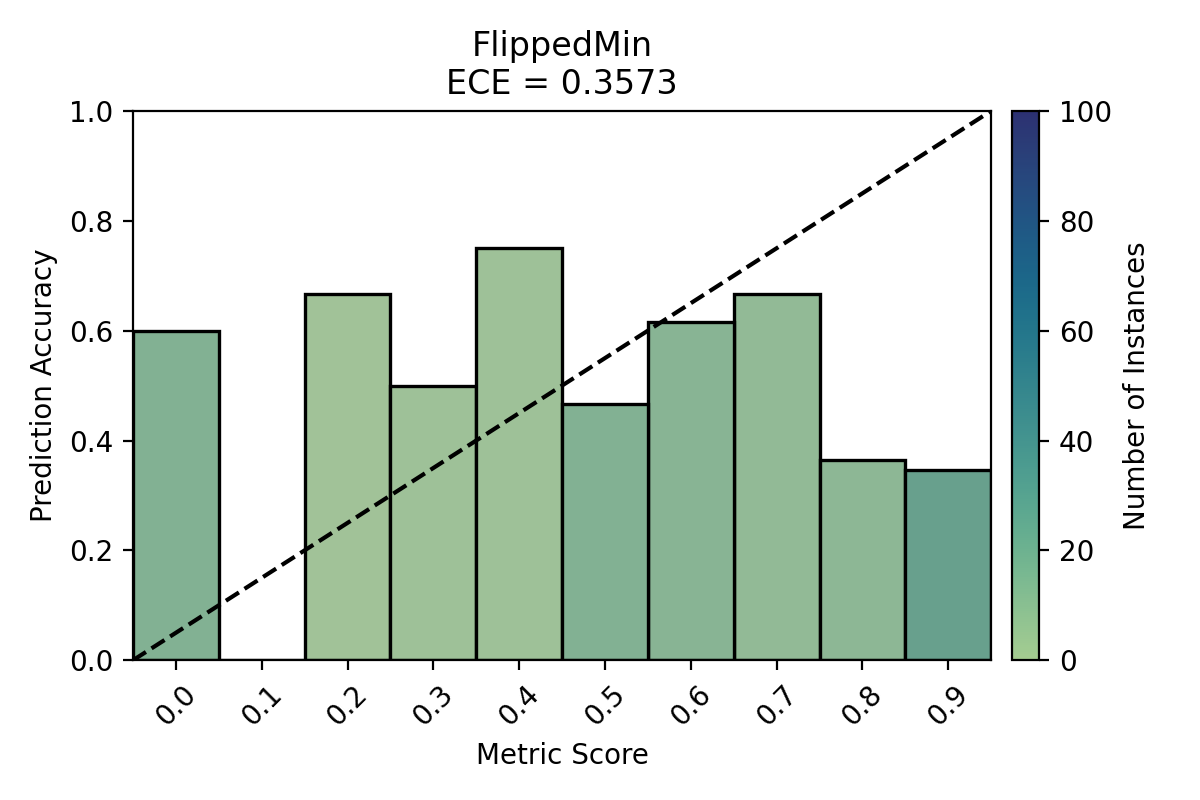 FlippedMin
ECE = 0.3573
Prediction Accuracy
1.0
0.8
0.6
0.4
0.2
0.0
0.0 0.1 0.2 0.3 0.4 0.5 0.6 0.7 0.8 0.9
Metric Score
100
80
60
40
20
0
Number of Instances